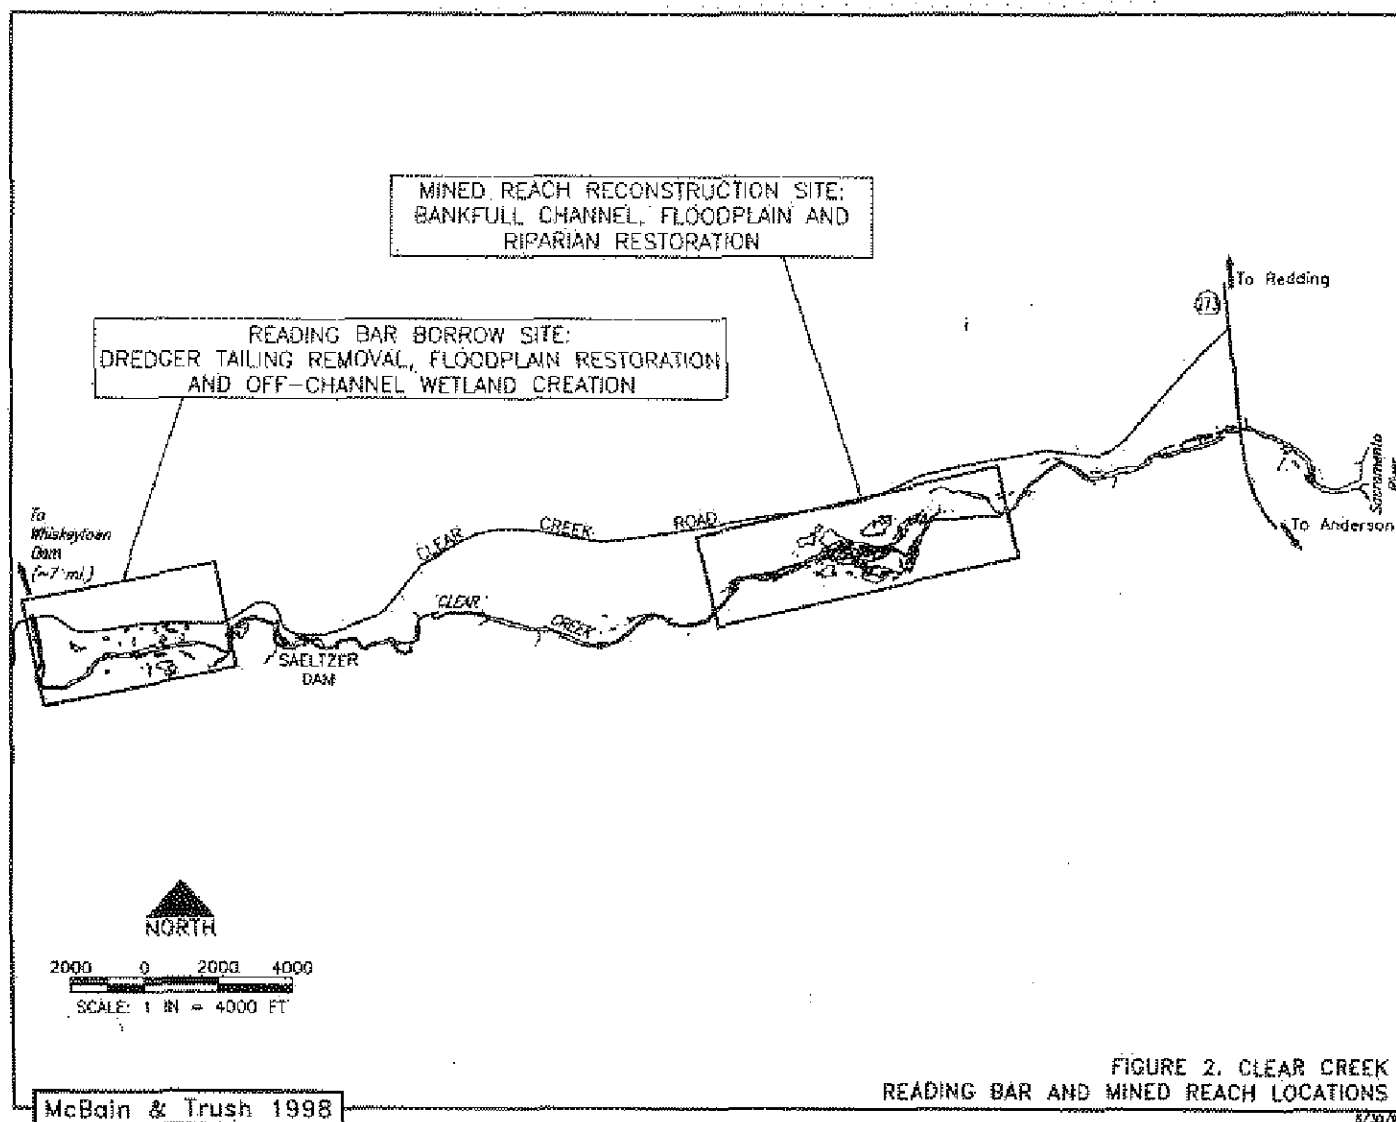 MINED REACH RECONSTRUCTION SITE:
BANKFULL CHANNEL, FLOODPLAIN AND
RIPARIAN RESTORATION
To Redding
273
READING BAR BORROW SITE:
DREDGER TAILING REMOVAL, FLOODPLAIN RESTORATION
AND OFF-CHANNEL WETLAND CREATION
Sacramento
River
To Anderson
To
Whiskeytown
Dam
(~7 mi.)
CLEAR CREEK ROAD
CLEAR CREEK
SAELTZER
DAM
NORTH
2000 0 2000 4000
SCALE: 1 IN = 4000 FT
FIGURE 2. CLEAR CREEK
READING BAR AND MINED REACH LOCATIONS
McBain & Trush 1998